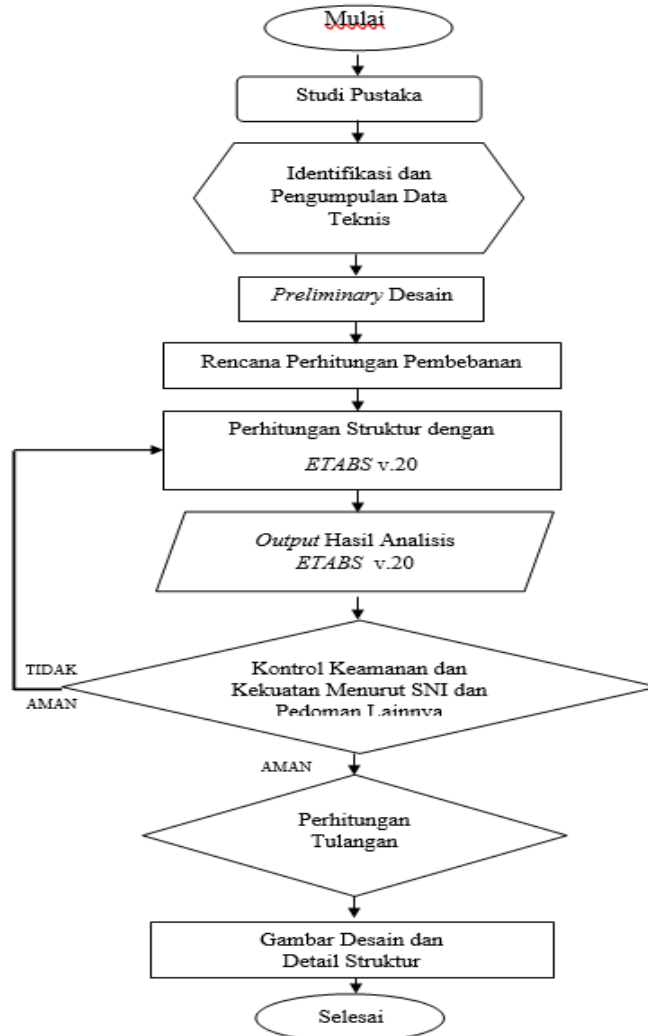 Mulai
Studi Pustaka
Identifikasi dan
Pengumpulan Data
Teknis
Preliminary Desain
Rencana Perhitungan Pembebanan
Perhitungan Struktur dengan
ETABS v.20
Output Hasil Analisis
ETABS v.20
Kontrol Keamanan dan
Kekuatan Menurut SNI dan
Pedoman Lainnya
TIDAK
AMAN
AMAN
Perhitungan
Tulangan
Gambar Desain dan
Detail Struktur
Selesai